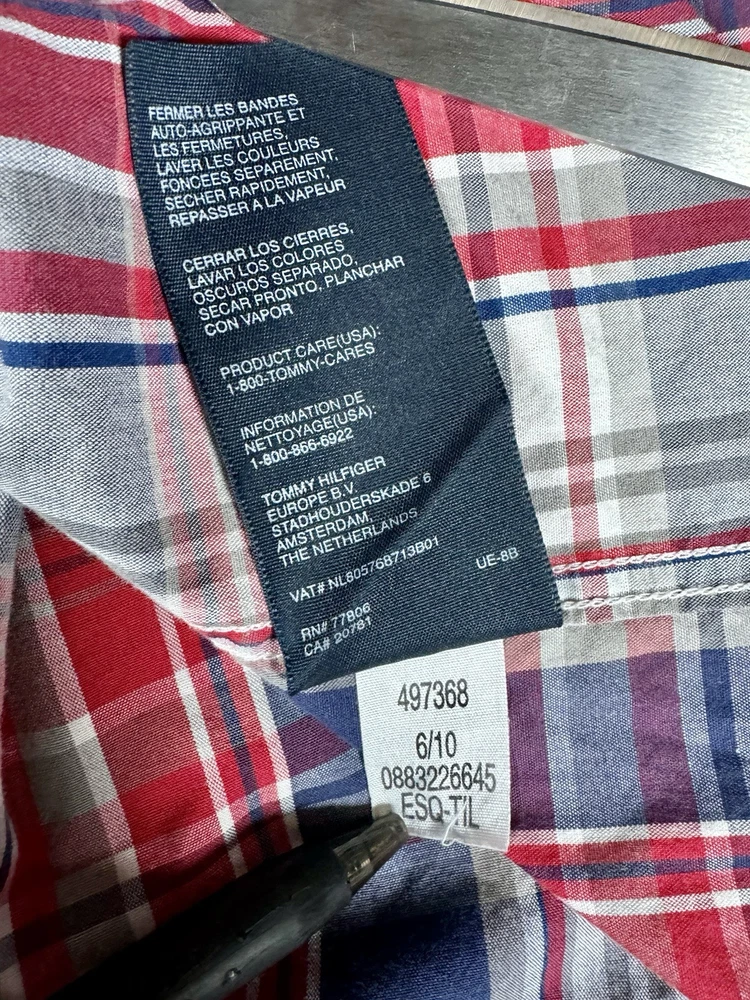 FERMER LES BANDES
AUTO-AGRIPPANTE ET
LES FERMETURES,
LAVER LES COULEURS
FONCÉES SEPAREMENT,
SECHER RAPIDEMENT,
REPASSER A LA VAPEUR
CERRAR LOS CIERRES,
LAVAR LOS COLORES
OSCUROS SEPARADO,
SECAR PRONTO, PLANCHAR
CON VAPOR
PRODUCT CARE(USA):
1-800-TOMMY-CARES
INFORMATION DE
NETTOYAGE(USA):
1-800-866-6922
TOMMY HILFIGER
EUROPE B.V
STADHOUDERSKADE 6
AMSTERDAM,
THE NETHERLANDS
VAT# NL805768713B01
UE-8B
RN# 77806
CA# 20781
497368
6/10
0883226645
ESQ-TIL